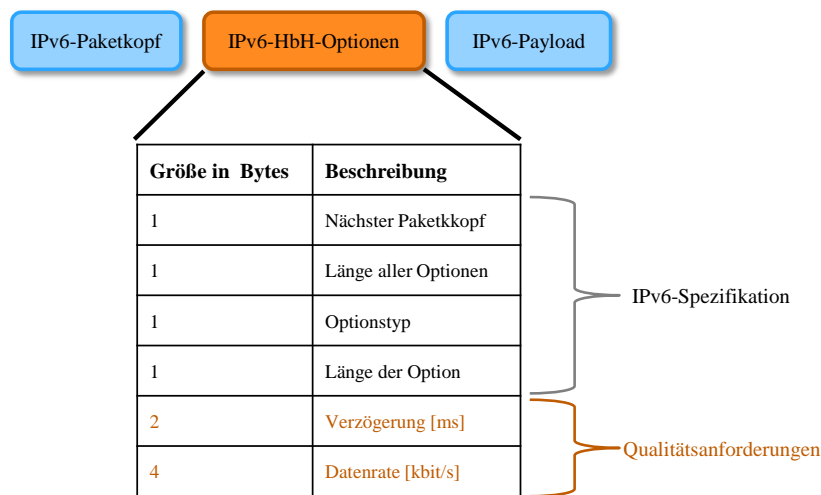 IPv6-Paketkopf
IPv6-HbH-Optionen
IPv6-Payload
Größe in Bytes
Beschreibung
1
Nächster Paketkkopf
1
Länge aller Optionen
1
Optionstyp
1
Länge der Option
2
Verzögerung [ms]
4
Datenrate [kbit/s]
IPv6-Spezifikation
Qualitätsanforderungen